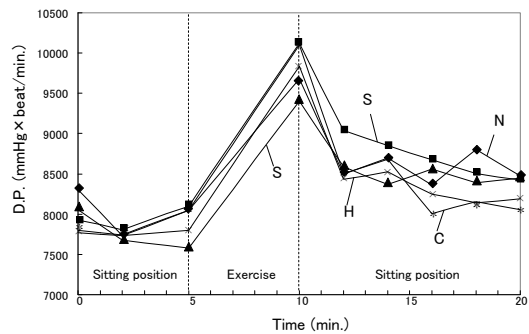 10500
10000
9500
9000
8500
8000
7500
7000
D.P. (mmHg×beat/min.)
S
N
S
H
C
Sitting position
Exercise
Sitting position
0
5
10
15
20
Time (min.)